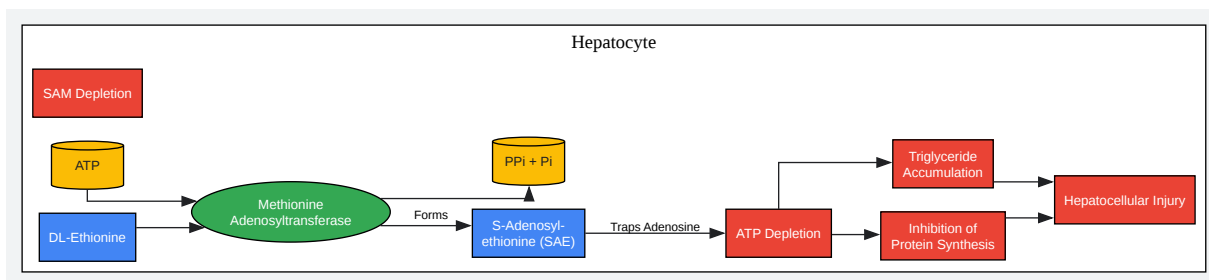 Hepatocyte
SAM Depletion
ATP
DL-Ethionine
Methionine
Adenosyltransferase
PPi + Pi
Forms
S-Adenosyl-
ethionine (SAE)
Traps Adenosine
ATP Depletion
Triglyceride
Accumulation
Inhibition of
Protein Synthesis
Hepatocellular Injury